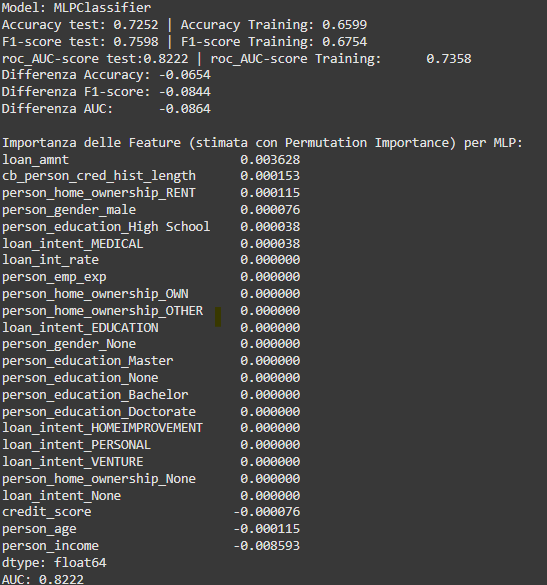 Model: MLPClassifier
Accuracy test: 0.7252 | Accuracy Training: 0.6599
F1-score test: 0.7598 | F1-score Training: 0.6754
roc_AUC-score test:0.8222 | roc_AUC-score Training: 0.7358
Differenza Accuracy: -0.0654
Differenza F1-score: -0.0844
Differenza AUC: -0.0864
Importanza delle Feature (stimata con Permutation Importance) per MLP:
loan_amnt 0.003628
cb_person_cred_hist_length 0.000153
person_home_ownership_RENT 0.000115
person_gender_male 0.000076
person_education_High School 0.000038
loan_intent_MEDICAL 0.000038
loan_int_rate 0.000000
person_emp_exp 0.000000
person_home_ownership_OWN 0.000000
person_home_ownership_OTHER 0.000000
loan_intent_EDUCATION 0.000000
person_gender_None 0.000000
person_education_Master 0.000000
person_education_None 0.000000
person_education_Bachelor 0.000000
person_education_Doctorate 0.000000
loan_intent_HOMEIMPROVEMENT 0.000000
loan_intent_PERSONAL 0.000000
loan_intent_VENTURE 0.000000
person_home_ownership_None 0.000000
loan_intent_None 0.000000
credit_score -0.000076
person_age -0.000115
person_income -0.008593
dtype: float64
AUC: 0.8222